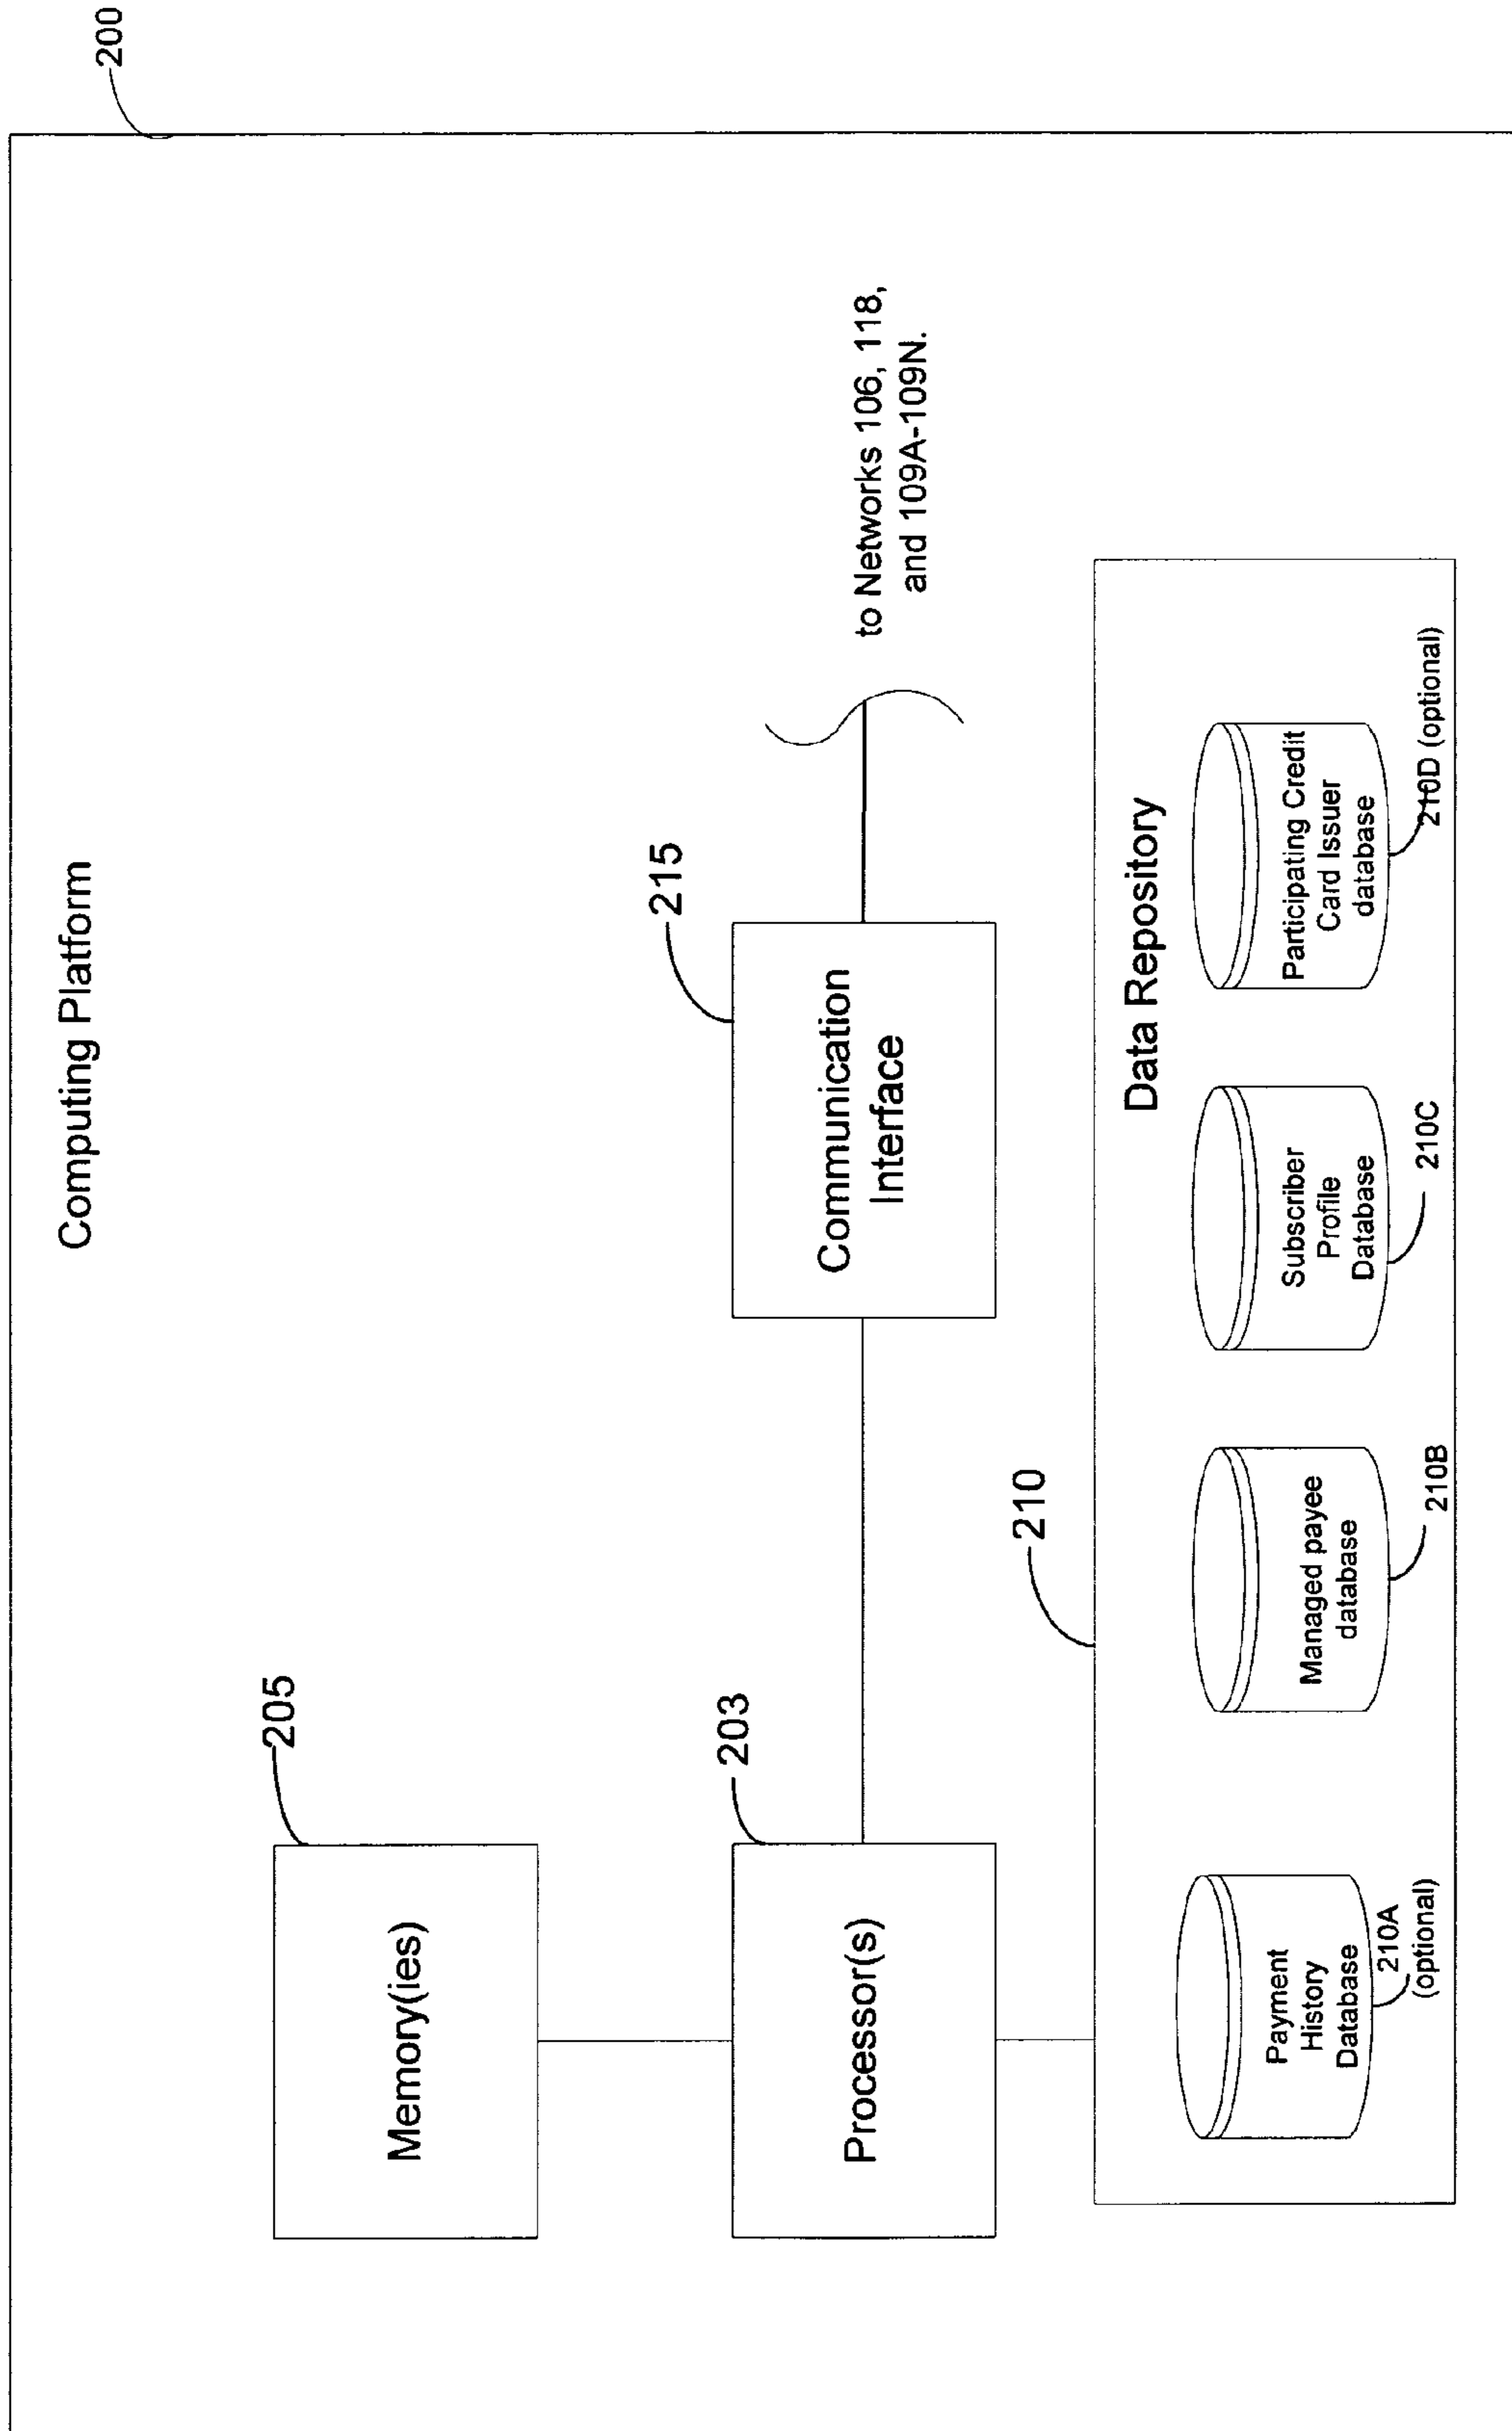 Computing Platform
200
205
Memory(ies)
203
Processor(s)
215
Communication
Interface
to Networks 106, 118,
and 109A-109N.
210
Data Repository
Payment
History
Database
210A
(optional)
Managed payee
database
210B
Subscriber
Profile
Database
210C
Participating Credit
Card Issuer
database
210D (optional)